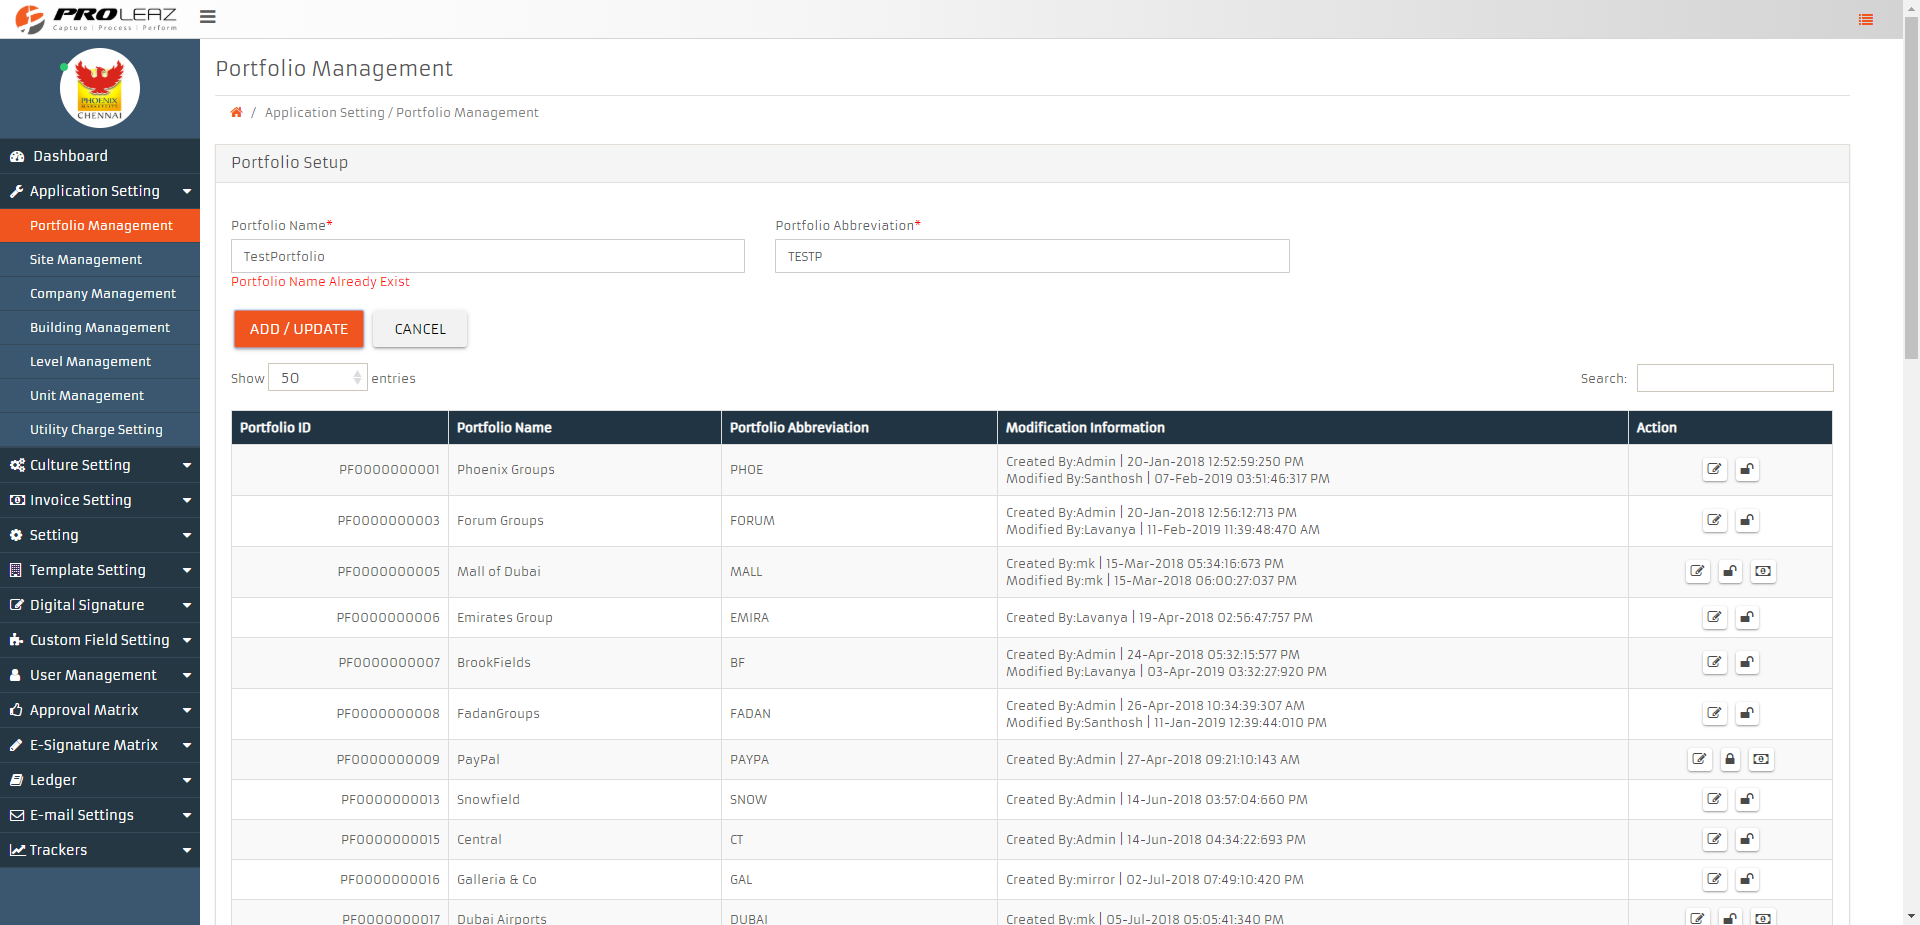 PROLEAZ
Capture | Process | Perform
PHOENIX
MARKETCITY
CHENNAI
Dashboard
Application Setting
Portfolio Management
Site Management
Company Management
Building Management
Level Management
Unit Management
Utility Charge Setting
Culture Setting
Invoice Setting
Setting
Template Setting
Digital Signature
Custom Field Setting
User Management
Approval Matrix
E-Signature Matrix
Ledger
E-mail Settings
Trackers
Portfolio Management
/ Application Setting / Portfolio Management
Portfolio Setup
Portfolio Name* Portfolio Abbreviation*
TestPortfolio TESTP
Portfolio Name Already Exist
ADD / UPDATE CANCEL
Show 50 entries Search:
Portfolio ID Portfolio Name Portfolio Abbreviation Modification Information Action
PF0000000001 Phoenix Groups PHOE Created By:Admin | 20-Jan-2018 12:52:59:250 PM
Modified By:Santhosh | 07-Feb-2019 03:51:46:317 PM
PF0000000003 Forum Groups FORUM Created By:Admin | 20-Jan-2018 12:56:12:713 PM
Modified By:Lavanya | 11-Feb-2019 11:39:48:470 AM
PF0000000005 Mall of Dubai MALL Created By:mk | 15-Mar-2018 05:34:16:673 PM
Modified By:mk | 15-Mar-2018 06:00:27:037 PM
PF0000000006 Emirates Group EMIRA Created By:Lavanya | 19-Apr-2018 02:56:47:757 PM
PF0000000007 BrookFields BF Created By:Admin | 24-Apr-2018 05:32:15:577 PM
Modified By:Lavanya | 03-Apr-2019 03:32:27:920 PM
PF0000000008 FadanGroups FADAN Created By:Admin | 26-Apr-2018 10:34:39:307 AM
Modified By:Santhosh | 11-Jan-2019 12:39:44:010 PM
PF0000000009 PayPal PAYPA Created By:Admin | 27-Apr-2018 09:21:10:143 AM
PF0000000013 Snowfield SNOW Created By:Admin | 14-Jun-2018 03:57:04:660 PM
PF0000000015 Central CT Created By:Admin | 14-Jun-2018 04:34:22:693 PM
PF0000000016 Galleria & Co GAL Created By:mirror | 02-Jul-2018 07:49:10:420 PM
PF0000000017 Dubai Airports DUBAI Created By:mk | 05-Jul-2018 05:05:41:340 PM